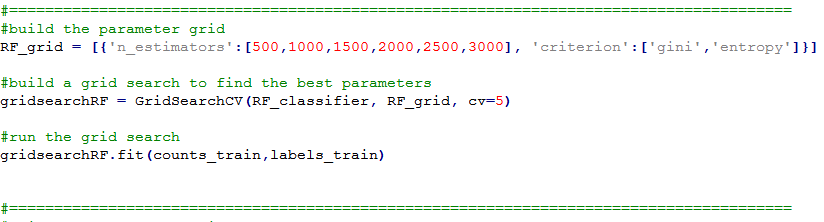 #=======================================================================================
#build the parameter grid
RF_grid = [{'n_estimators':[500,1000,1500,2000,2500,3000], 'criterion':['gini','entropy']}]
#build a grid search to find the best parameters
gridsearchRF = GridSearchCV(RF_classifier, RF_grid, cv=5)
#run the grid search
gridsearchRF.fit(counts_train,labels_train)
#=======================================================================================